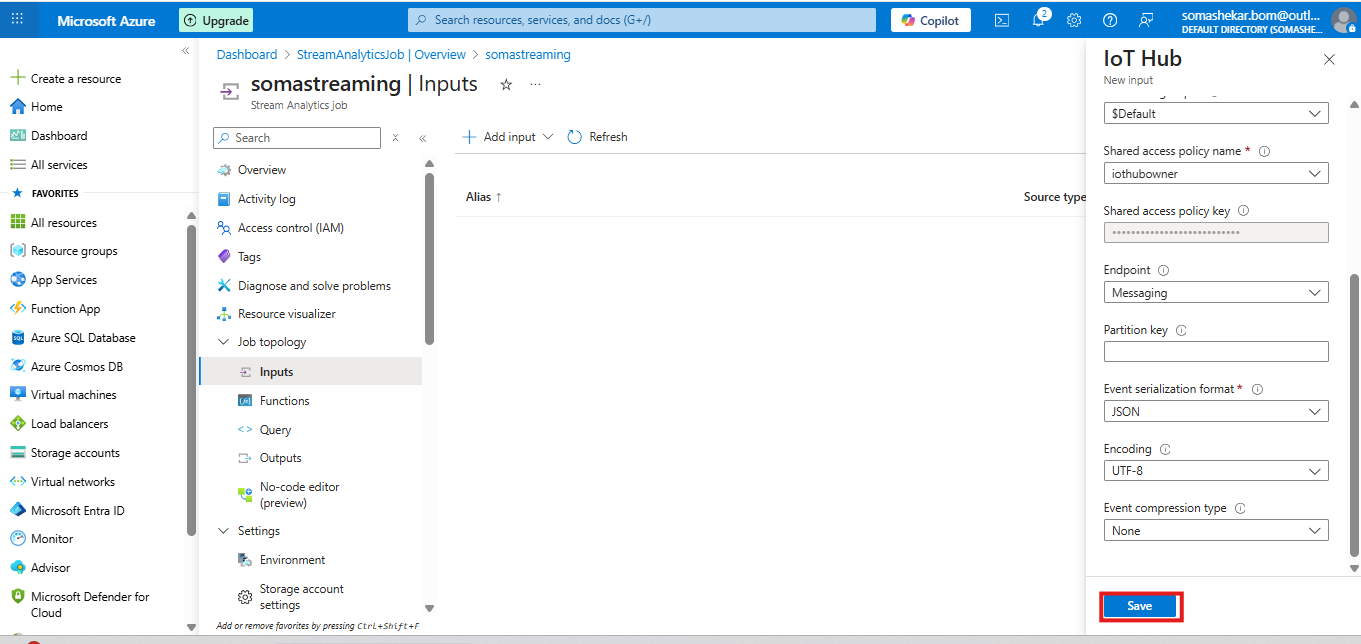 Microsoft Azure
Upgrade
Search resources, services, and docs (G+/)
Copilot
2
somashekar.bom@outl...
DEFAULT DIRECTORY (SOMASHE...
Create a resource
Home
Dashboard
All services
FAVORITES
All resources
Resource groups
App Services
Function App
Azure SQL Database
Azure Cosmos DB
Virtual machines
Load balancers
Storage accounts
Virtual networks
Microsoft Entra ID
Monitor
Advisor
Microsoft Defender for
Cloud
Dashboard > StreamAnalyticsJob | Overview > somastreaming
somastreaming | Inputs
Stream Analytics job
Search
Overview
Activity log
Access control (IAM)
Tags
Diagnose and solve problems
Resource visualizer
Job topology
Inputs
Functions
Query
Outputs
No-code editor
(preview)
Settings
Environment
Storage account
settings
Add or remove favorites by pressing Ctrl+Shift+F
Add input
Refresh
Alias ↑
Source type
IoT Hub
New input
$Default
Shared access policy name *
iothubowner
Shared access policy key
Endpoint
Messaging
Partition key
Event serialization format *
JSON
Encoding
UTF-8
Event compression type
None
Save